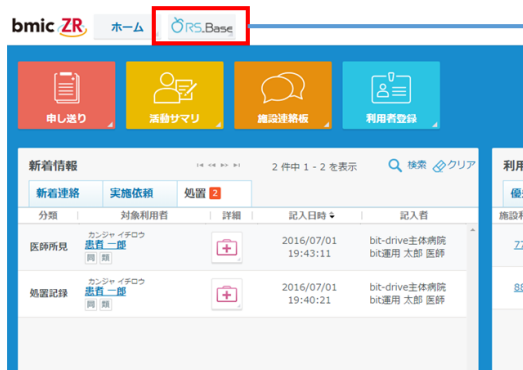 bmic ZR ホーム RS_Base
申し送り 活動サマリ 施設連絡板 利用者登録
新着情報 2 件中 1 - 2 を表示 検索 クリア 利用
新着連絡 実施依頼 処置 2 優
分類 対象利用者 詳細 記入日時 記入者 施設
カンジャ イチロウ
医師所見 患者 一郎 2016/07/01 bit-drive主体病院 77
同 類 19:43:11 bit運用 太郎 医師
カンジャ イチロウ
処置記録 患者 一郎 2016/07/01 bit-drive主体病院 88
同 類 19:40:21 bit運用 太郎 医師